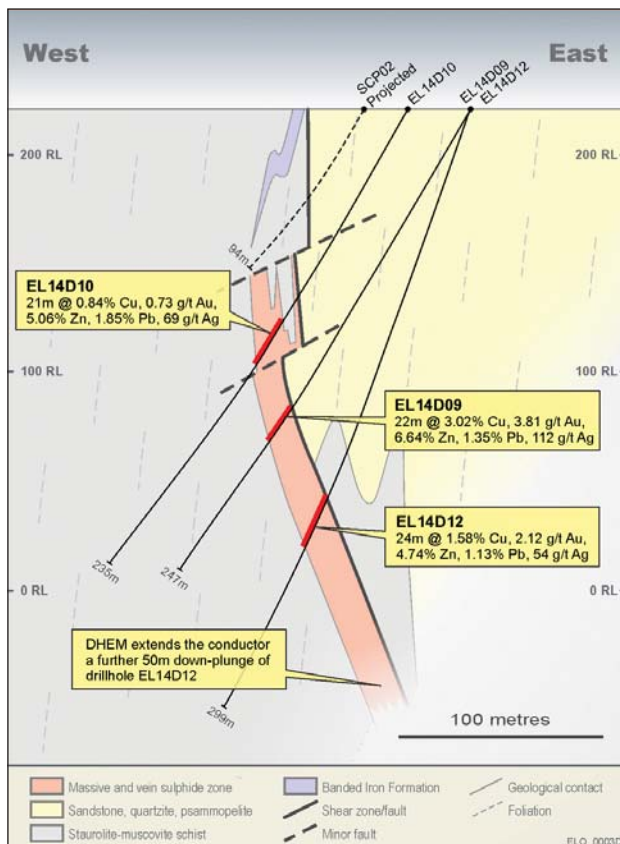 West
East
SCP02
Projected
EL14D10
EL14D09
EL14D12
200 RL
200 RL
94m
EL14D10
21m @ 0.84% Cu, 0.73 g/t Au,
5.06% Zn, 1.85% Pb, 69 g/t Ag
100 RL
100 RL
EL14D09
22m @ 3.02% Cu, 3.81 g/t Au,
6.64% Zn, 1.35% Pb, 112 g/t Ag
EL14D12
24m @ 1.58% Cu, 2.12 g/t Au,
4.74% Zn, 1.13% Pb, 54 g/t Ag
235m
247m
0 RL
0 RL
DHEM extends the conductor
a further 50m down-plunge of
drillhole EL14D12
299m
100 metres
Massive and vein sulphide zone
Banded Iron Formation
Geological contact
Sandstone, quartzite, psammopelite
Shear zone/fault
Foliation
Staurolite-muscovite schist
Minor fault